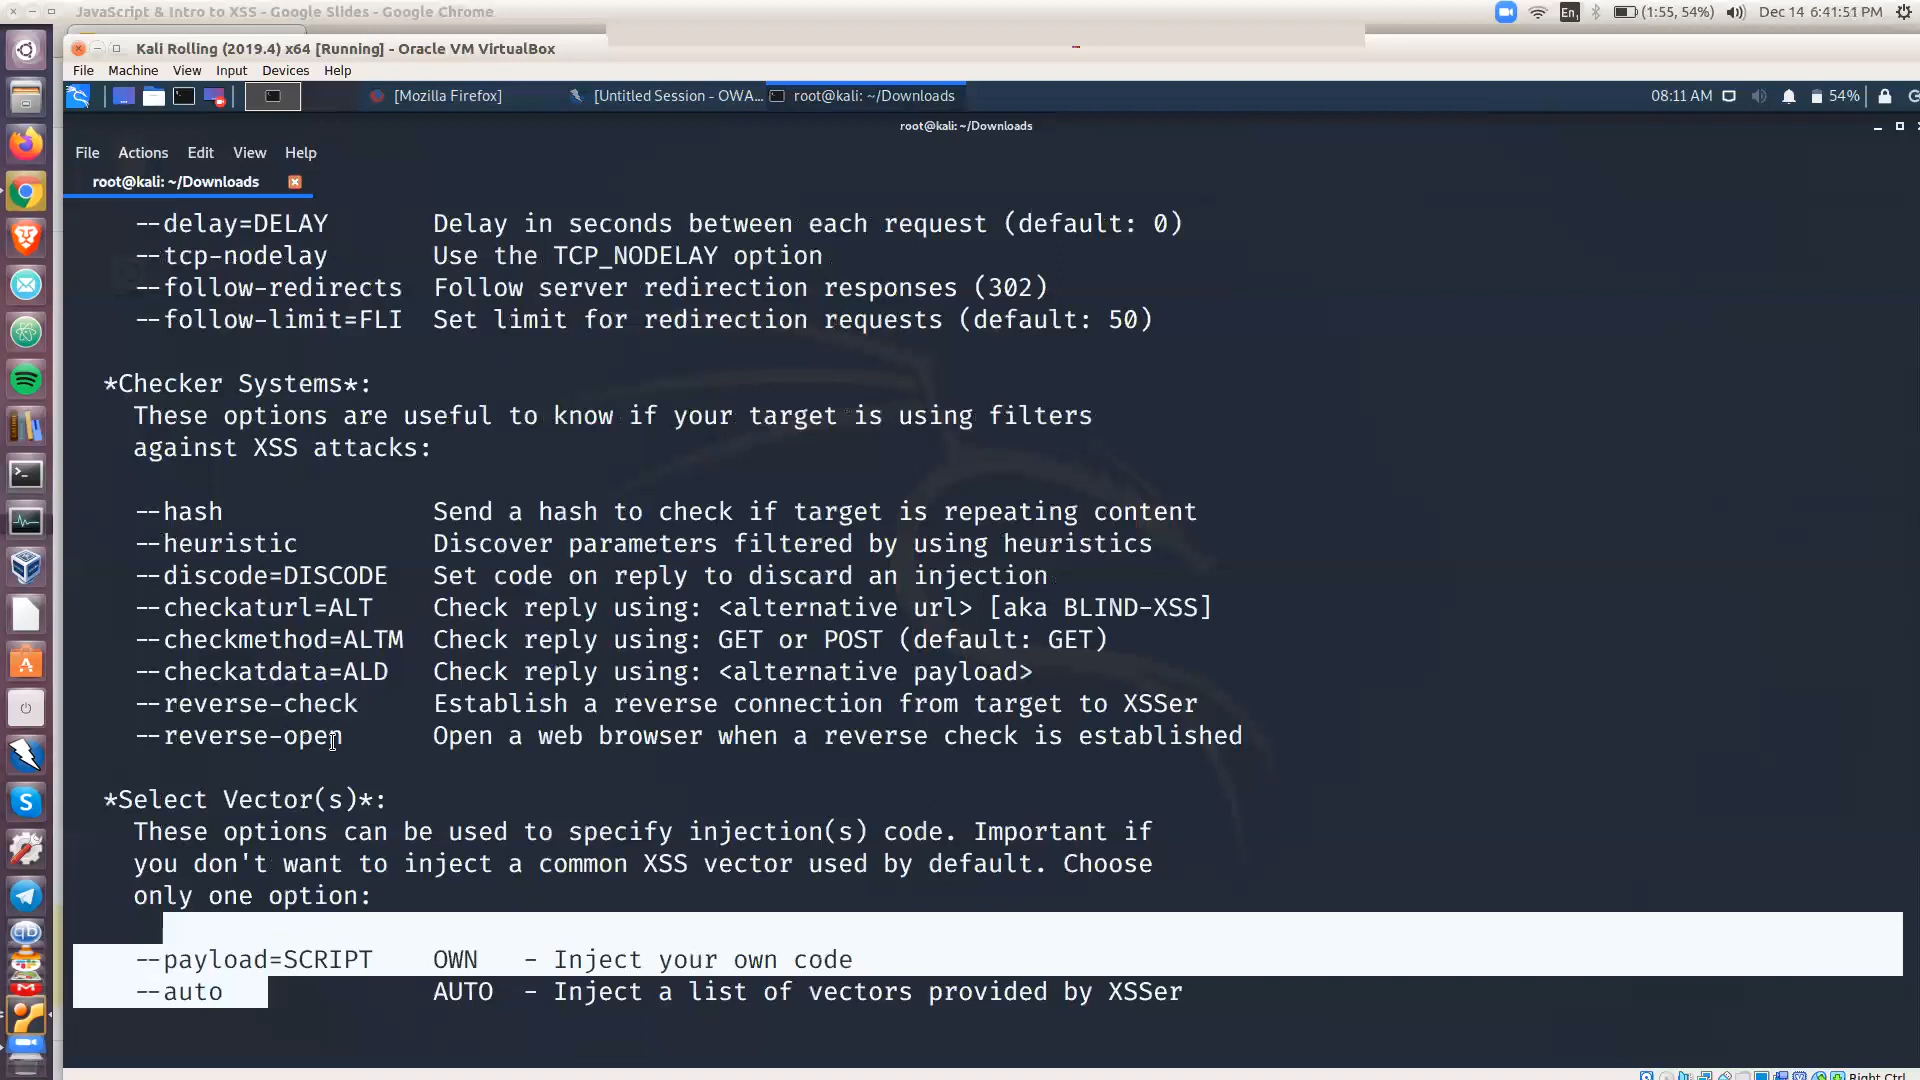 JavaScript & Intro to XSS - Google Slides - Google Chrome
En1
(1:55, 54%)
Dec 14 6:41:51 PM
Kali Rolling (2019.4) x64 [Running] - Oracle VM VirtualBox
File Machine View Input Devices Help
[Mozilla Firefox]
[Untitled Session - OWA...
root@kali: ~/Downloads
08:11 AM
54%
root@kali: ~/Downloads
File Actions Edit View Help
root@kali: ~/Downloads
--delay=DELAY Delay in seconds between each request (default: 0)
--tcp-nodelay Use the TCP_NODELAY option
--follow-redirects Follow server redirection responses (302)
--follow-limit=FLI Set limit for redirection requests (default: 50)
*Checker Systems*:
These options are useful to know if your target is using filters
against XSS attacks:
--hash Send a hash to check if target is repeating content
--heuristic Discover parameters filtered by using heuristics
--discode=DISCODE Set code on reply to discard an injection
--checkaturl=ALT Check reply using: <alternative url> [aka BLIND-XSS]
--checkmethod=ALTM Check reply using: GET or POST (default: GET)
--checkatdata=ALD Check reply using: <alternative payload>
--reverse-check Establish a reverse connection from target to XSSer
--reverse-open Open a web browser when a reverse check is established
*Select Vector(s)*:
These options can be used to specify injection(s) code. Important if
you don't want to inject a common XSS vector used by default. Choose
only one option:
--payload=SCRIPT OWN - Inject your own code
--auto AUTO - Inject a list of vectors provided by XSSer
Right Ctrl